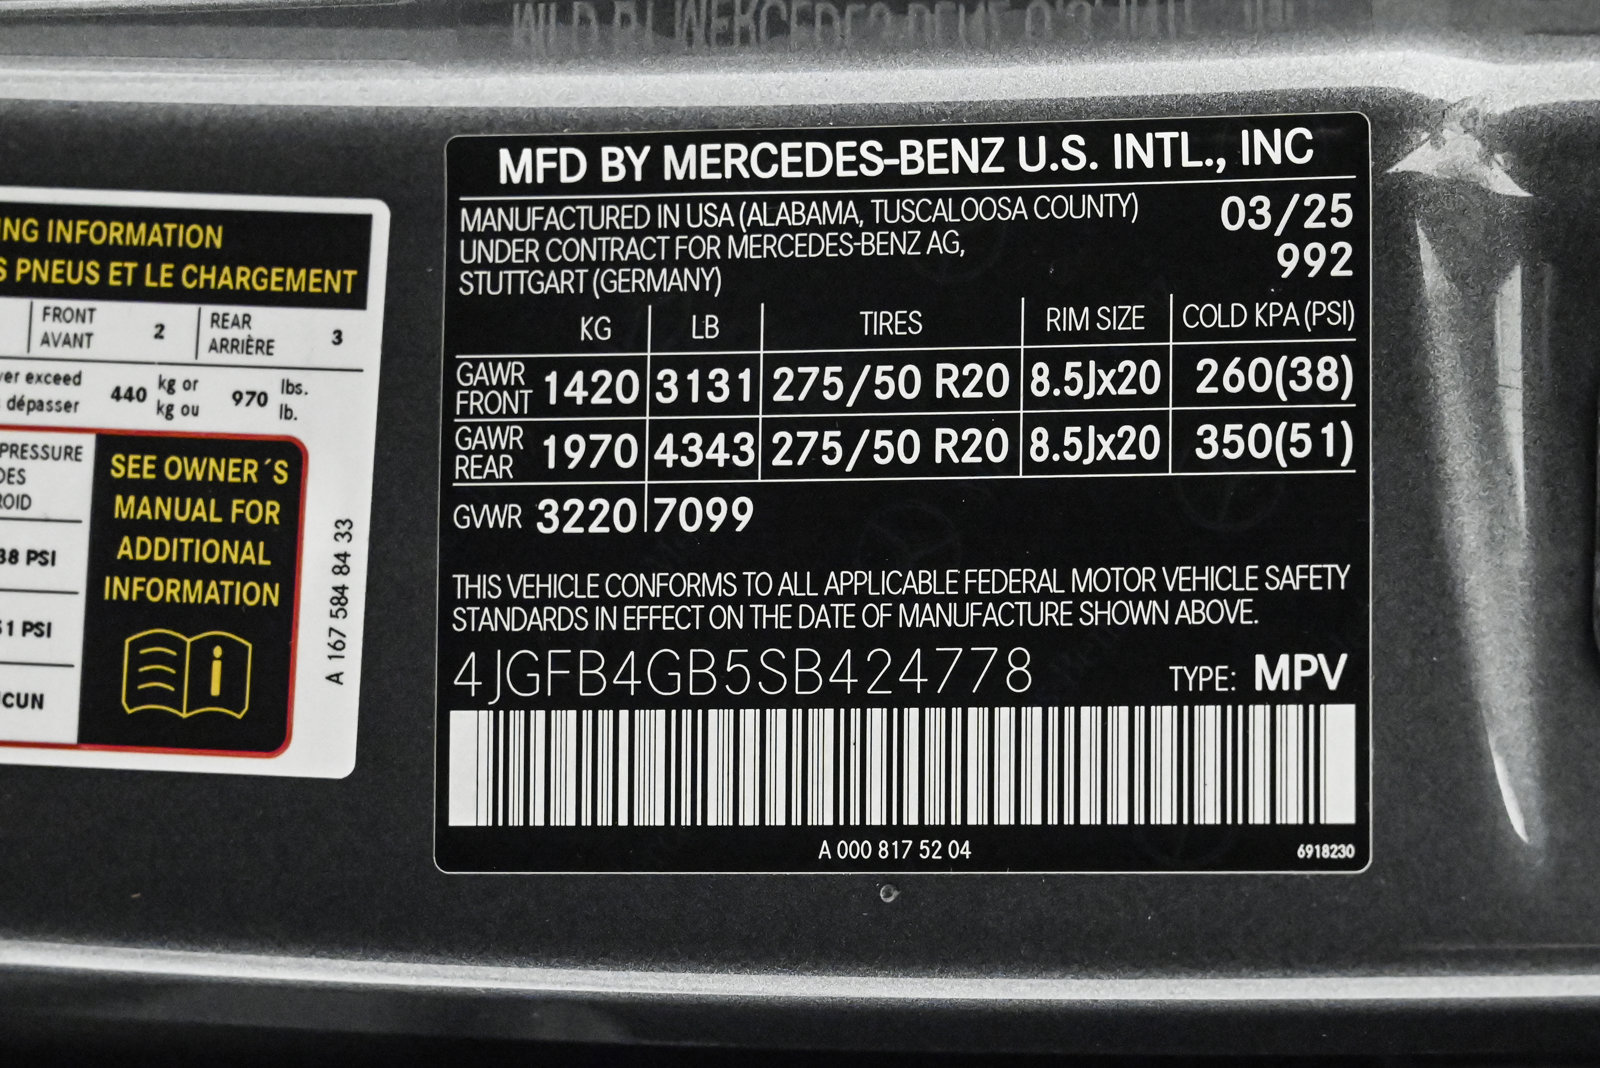 MFD BY MERCEDES-BENZ U.S. INTL., INC
MANUFACTURED IN USA (ALABAMA, TUSCALOOSA COUNTY) 03/25
UNDER CONTRACT FOR MERCEDES-BENZ AG, 992
STUTTGART (GERMANY)
KG LB TIRES RIM SIZE COLD KPA (PSI)
GAWR FRONT 1420 3131 275/50 R20 8.5Jx20 260(38)
GAWR REAR 1970 4343 275/50 R20 8.5Jx20 350(51)
GVWR 3220 7099
THIS VEHICLE CONFORMS TO ALL APPLICABLE FEDERAL MOTOR VEHICLE SAFETY
STANDARDS IN EFFECT ON THE DATE OF MANUFACTURE SHOWN ABOVE.
4JGFB4GB5SB424778 TYPE: MPV
A 000 817 52 04 6918230
INFORMATION
PNEUS ET LE CHARGEMENT
FRONT AVANT 2 REAR ARRIÈRE 3
exceed
dépasser 440 kg or kg ou 970 lbs. lb.
PRESSURE
SEE OWNER´S
MANUAL FOR
ADDITIONAL
INFORMATION
PSI
PSI
A 167 584 84 33